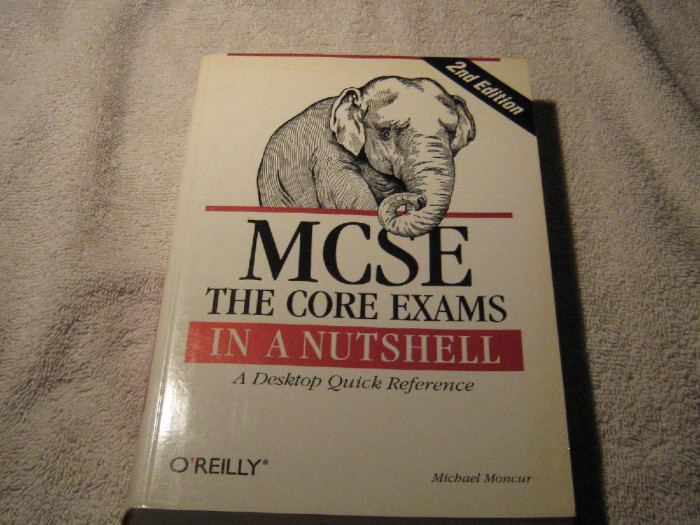 2nd Edition
MCSE
THE CORE EXAMS
IN A NUTSHELL
A Desktop Quick Reference
O'REILLY®
Michael Moncur